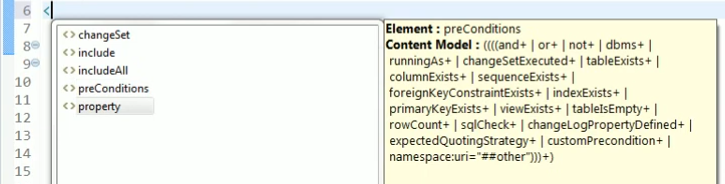 6 <
7
8
9
10
11
12
13
14
15
<> changeSet
<> include
<> includeAll
<> preConditions
<> property
Element : preConditions
Content Model : ((((and+ | or+ | not+ | dbms+ |
runningAs+ | changeSetExecuted+ | tableExists+ |
columnExists+ | sequenceExists+ |
foreignKeyConstraintExists+ | indexExists+ |
primaryKeyExists+ | viewExists+ | tableIsEmpty+ |
rowCount+ | sqlCheck+ | changeLogPropertyDefined+ |
expectedQuotingStrategy+ | customPrecondition+ |
namespace:uri="##other")))+)